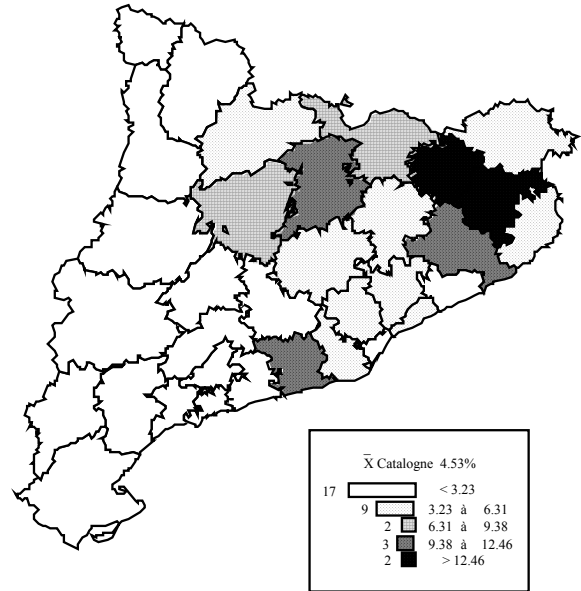 X̅ Catalogne 4.53%
17 < 3.23
9 3.23 à 6.31
2 6.31 à 9.38
3 9.38 à 12.46
2 > 12.46